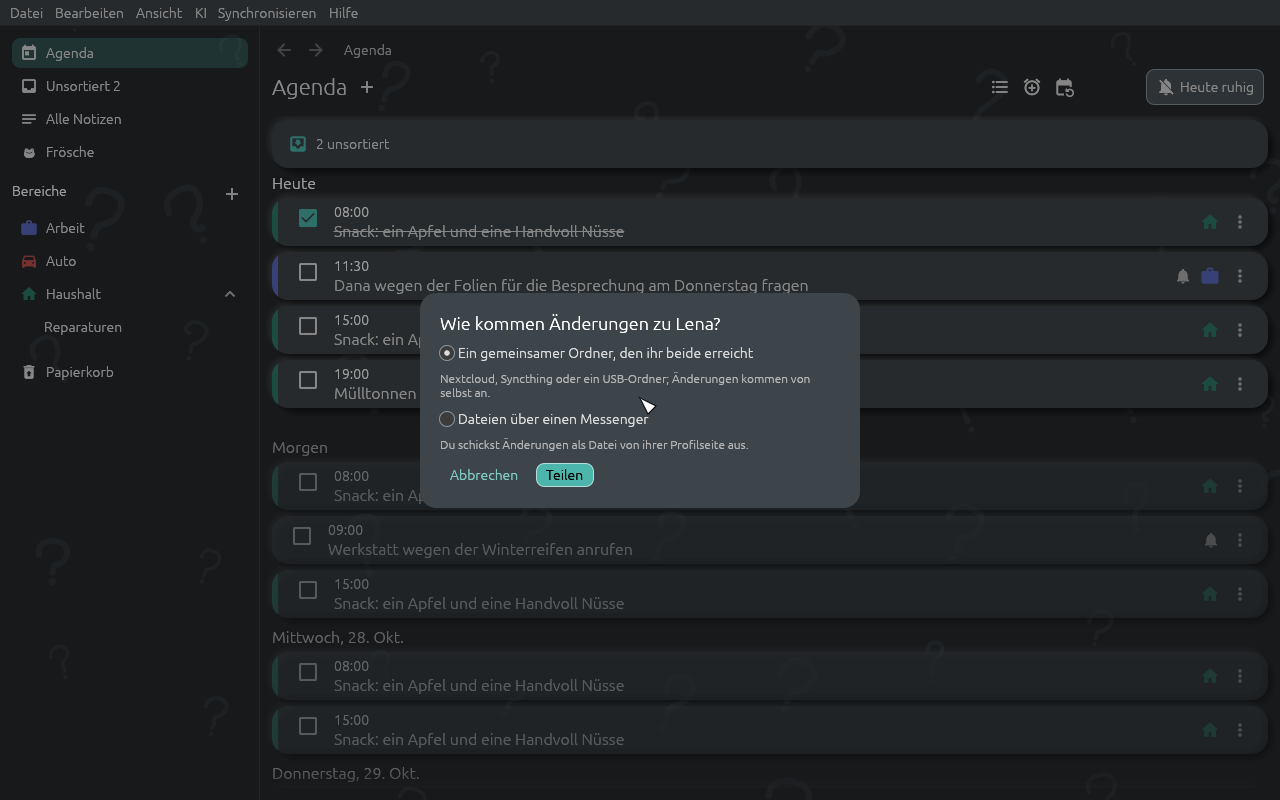 Datei Bearbeiten Ansicht KI Synchronisieren Hilfe
Agenda
Unsortiert 2
Alle Notizen
Frösche
Bereiche
Arbeit
Auto
Haushalt
Reparaturen
Papierkorb
Agenda
Agenda
Heute ruhig
2 unsortiert
Heute
08:00
Snack: ein Apfel und eine Handvoll Nüsse
11:30
Dana wegen der Folien für die Besprechung am Donnerstag fragen
15:00
Snack: ein
19:00
Mülltonnen
Wie kommen Änderungen zu Lena?
Ein gemeinsamer Ordner, den ihr beide erreicht
Nextcloud, Syncthing oder ein USB-Ordner; Änderungen kommen von
selbst an.
Dateien über einen Messenger
Du schickst Änderungen als Datei von ihrer Profilseite aus.
Abbrechen Teilen
Morgen
08:00
Snack: ein
09:00
Werkstatt wegen der Winterreifen anrufen
15:00
Snack: ein Apfel und eine Handvoll Nüsse
Mittwoch, 28. Okt.
08:00
Snack: ein Apfel und eine Handvoll Nüsse
15:00
Snack: ein Apfel und eine Handvoll Nüsse
Donnerstag, 29. Okt.